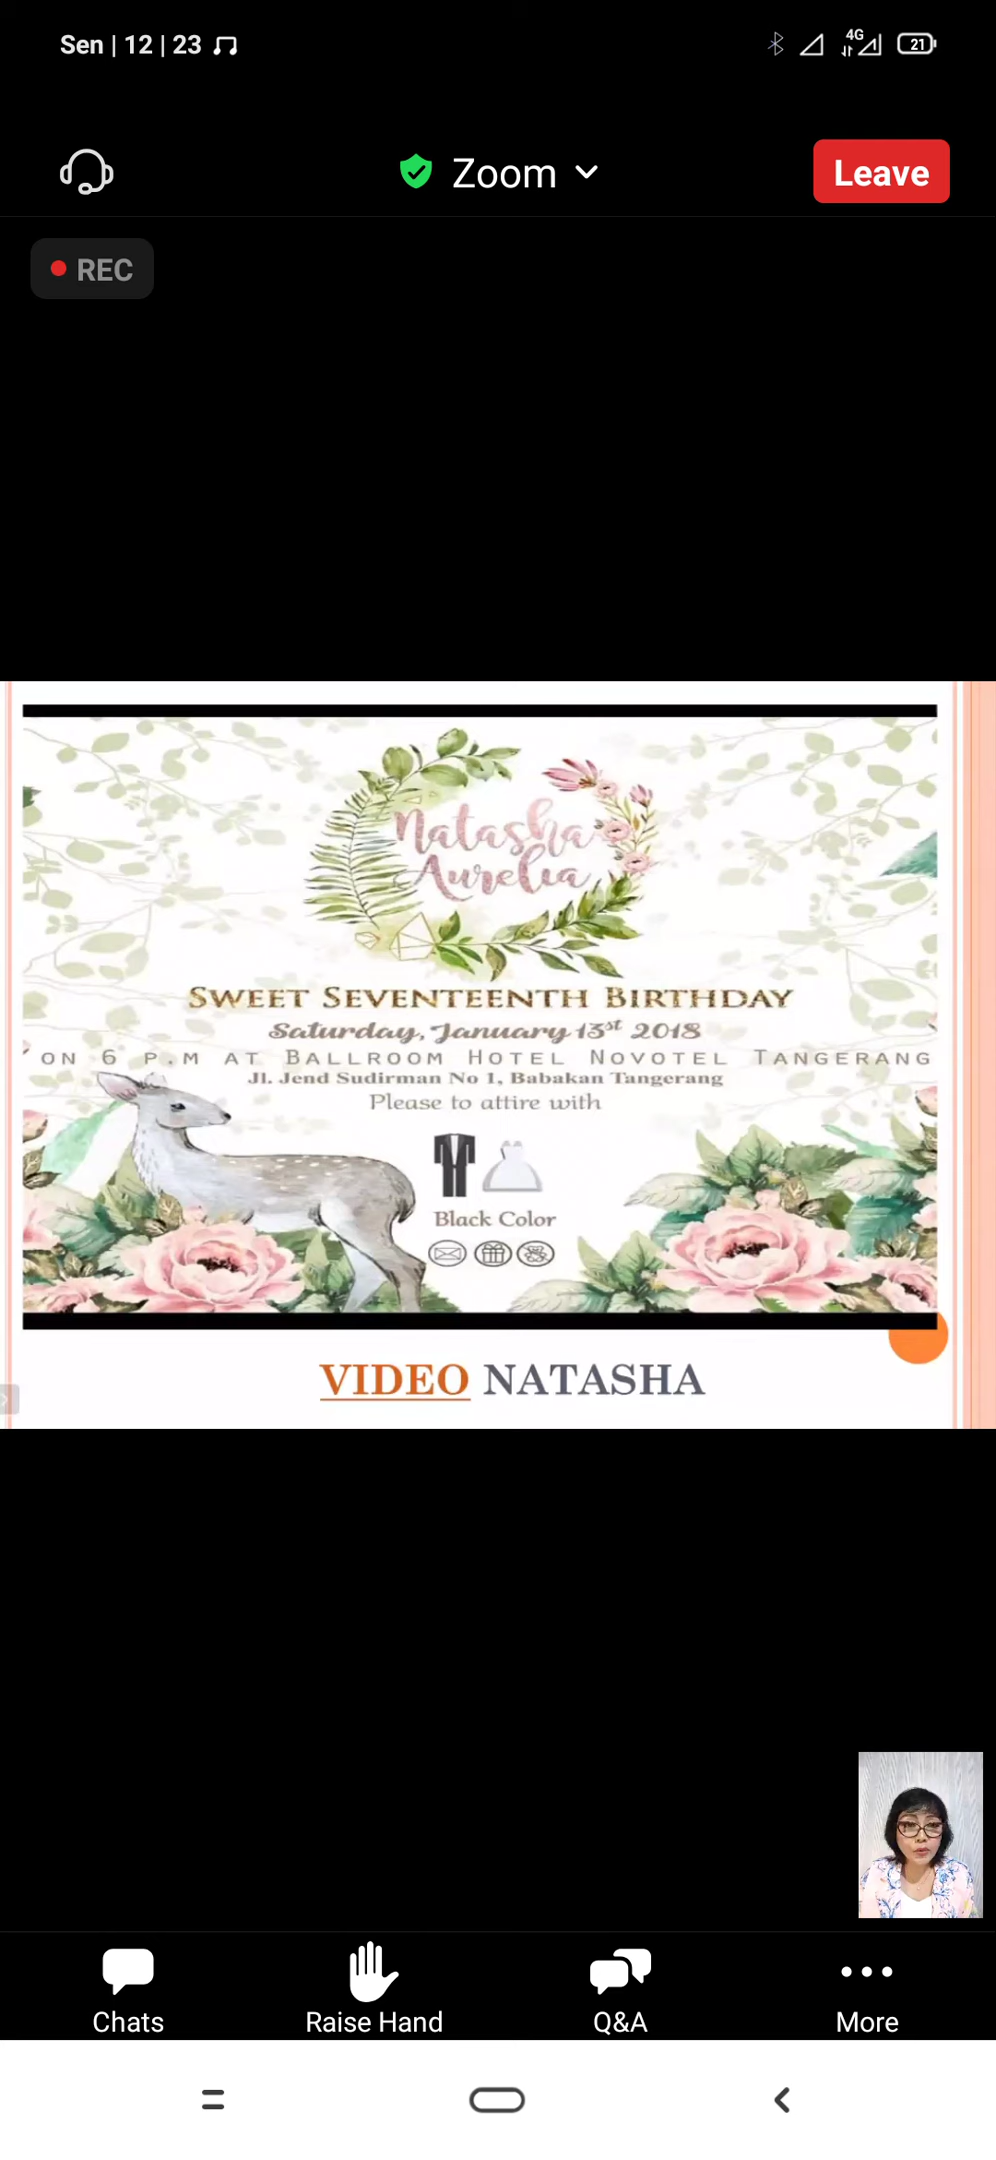 Sen | 12 | 23
4G
21
Zoom
Leave
REC
Natasha
Aurelia
SWEET SEVENTEENTH BIRTHDAY
Saturday, January 13st 2018
ON 6 P.M AT BALLROOM HOTEL NOVOTEL TANGERANG
Jl. Jend Sudirman No 1, Babakan Tangerang
Please to attire with
Black Color
VIDEO NATASHA
Chats
Raise Hand
Q&A
More